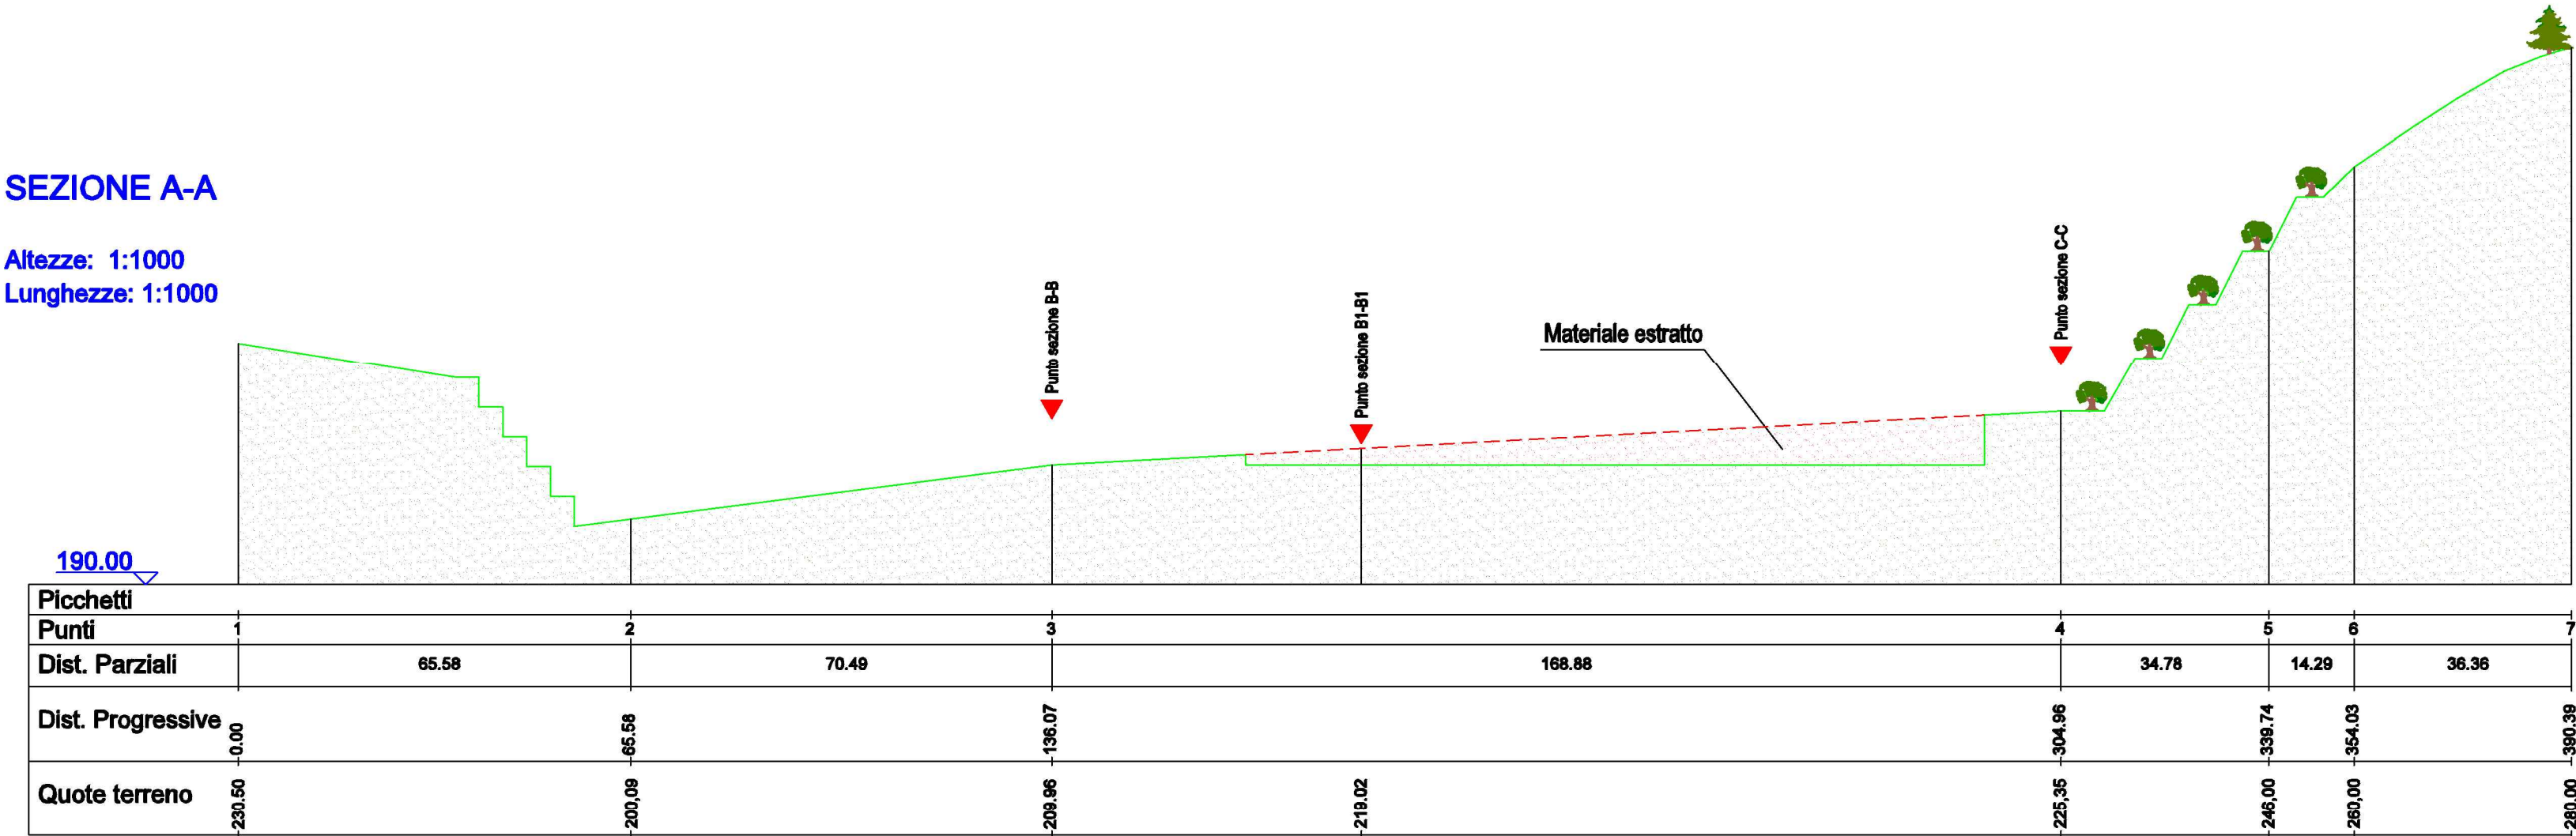 SEZIONE A-A
Altezze: 1:1000
Lunghezze: 1:1000
Punto sezione B-B
Punto sezione B1-B1
Materiale estratto
Punto sezione C-C
190.00
Picchetti
Punti 1 2 3 4 5 6 7
Dist. Parziali 65.58 70.49 168.88 34.78 14.29 36.36
Dist. Progressive 0.00 65.58 136.07 304.96 339.74 354.03 390.39
Quote terreno 230.50 200,09 209.96 219.02 225,35 246,00 260,00 280.00